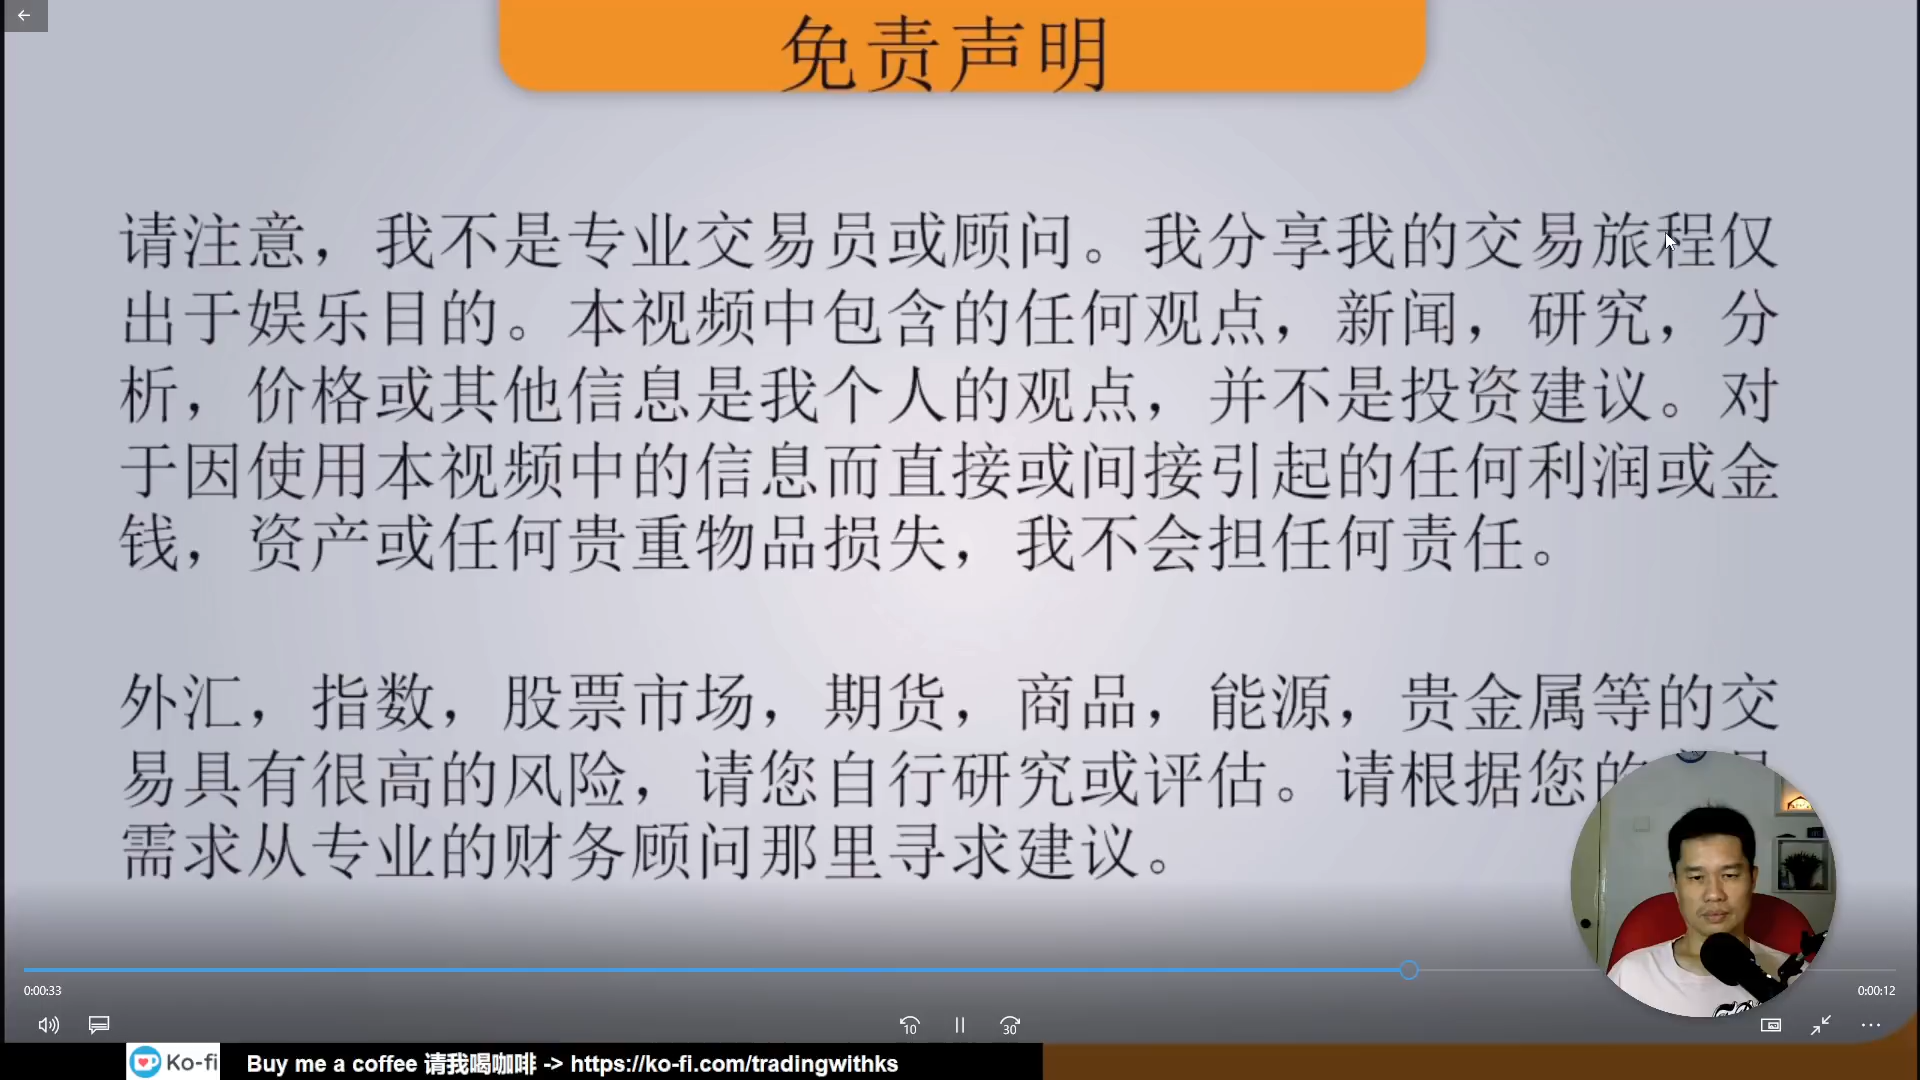 免责声明
请注意，我不是专业交易员或顾问。我分享我的交易旅程仅
出于娱乐目的。本视频中包含的任何观点，新闻，研究，分
析，价格或其他信息是我个人的观点，并不是投资建议。对
于因使用本视频中的信息而直接或间接引起的任何利润或金
钱，资产或任何贵重物品损失，我不会担任何责任。
外汇，指数，股票市场，期货，商品，能源，贵金属等的交
易具有很高的风险，请您自行研究或评估。请根据您的
需求从专业的财务顾问那里寻求建议。
0:00:33
0:00:12
10
30
Ko-fi Buy me a coffee 请我喝咖啡 -> https://ko-fi.com/tradingwithks